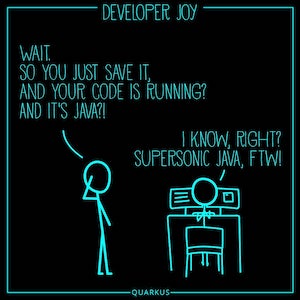 DEVELOPER JOY
WAIT.
SO YOU JUST SAVE IT,
AND YOUR CODE IS RUNNING?
AND IT'S JAVA?!
I KNOW, RIGHT?
SUPERSONIC JAVA, FTW!
QUARKUS